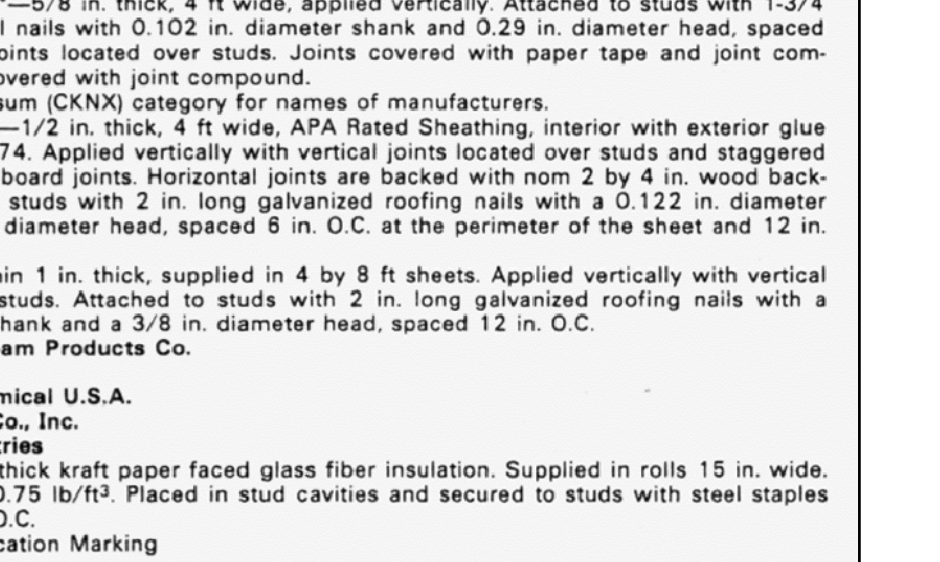 —5/8 in. thick, 4 ft wide, applied vertically. Attached to studs with 1-3/4
l nails with 0.102 in. diameter shank and 0.29 in. diameter head, spaced
oints located over studs. Joints covered with paper tape and joint com-
overed with joint compound.
sum (CKNX) category for names of manufacturers.
—1/2 in. thick, 4 ft wide, APA Rated Sheathing, interior with exterior glue
74. Applied vertically with vertical joints located over studs and staggered
board joints. Horizontal joints are backed with nom 2 by 4 in. wood back-
studs with 2 in. long galvanized roofing nails with a 0.122 in. diameter
diameter head, spaced 6 in. O.C. at the perimeter of the sheet and 12 in.
in 1 in. thick, supplied in 4 by 8 ft sheets. Applied vertically with vertical
studs. Attached to studs with 2 in. long galvanized roofing nails with a
hank and a 3/8 in. diameter head, spaced 12 in. O.C.
am Products Co.
mical U.S.A.
Co., Inc.
tries
thick kraft paper faced glass fiber insulation. Supplied in rolls 15 in. wide.
0.75 lb/ft³. Placed in stud cavities and secured to studs with steel staples
O.C.
cation Marking